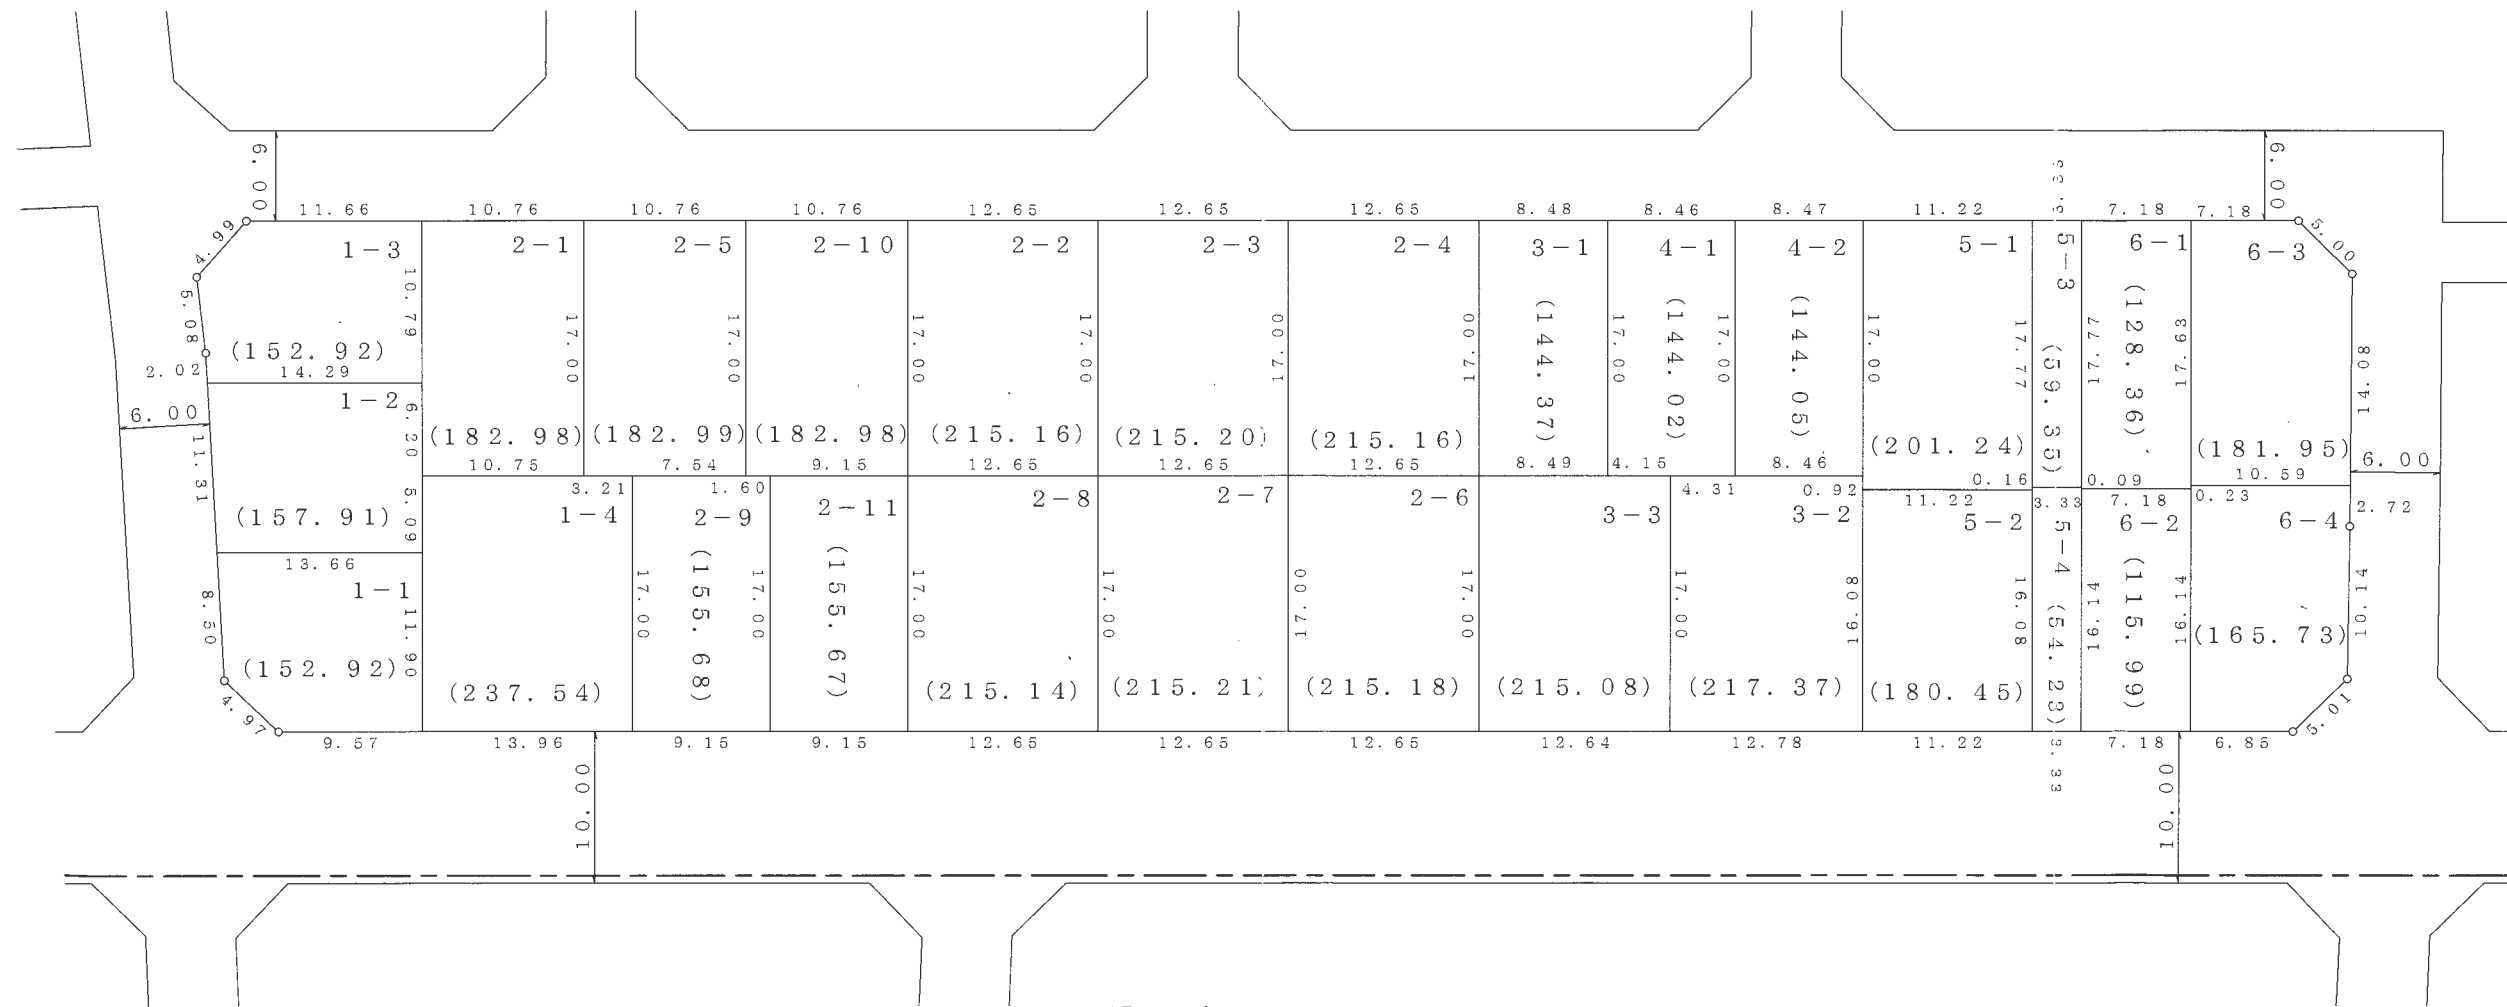 6.00
6.00
11.66 10.76 10.76 10.76 12.65 12.65 12.65 8.48 8.46 8.47 11.22 3.33 7.18 7.18
4.99
5.00
1-3 2-1 2-5 2-10 2-2 2-3 2-4 3-1 4-1 4-2 5-1 5-3 6-1 6-3
5.08
10.79 17.00 17.00 17.00 17.00 17.00 17.00 17.00 17.00 17.00 17.77 17.77 17.63 14.08
(152.92)
2.02 14.29
1-2
6.00
11.31
6.20
(182.98) (182.99) (182.98) (215.16) (215.20) (215.16) (144.37) (144.02) (144.05) (201.24) (59.35) (128.36) (181.95)
6.00
10.75 7.54 9.15 12.65 12.65 12.65 8.49 4.15 8.46 0.16 0.09 10.59
3.21 1.60 4.31 0.92 11.22 3.33 7.18 0.23 2.72
5.09
(157.91)
1-4 2-9 2-11 2-8 2-7 2-6 3-3 3-2 5-2 5-4 6-2 6-4
13.66
1-1
8.50
11.90 17.00 17.00 17.00 17.00 17.00 17.00 17.00 16.08 16.08 16.14 16.14 10.14
(152.92) (237.54) (155.68) (155.67) (215.14) (215.21) (215.18) (215.08) (217.37) (180.45) (54.23) (115.99) (165.73)
4.97
5.01
9.57 13.96 9.15 9.15 12.65 12.65 12.65 12.64 12.78 11.22 3.33 7.18 6.85
10.00
10.00